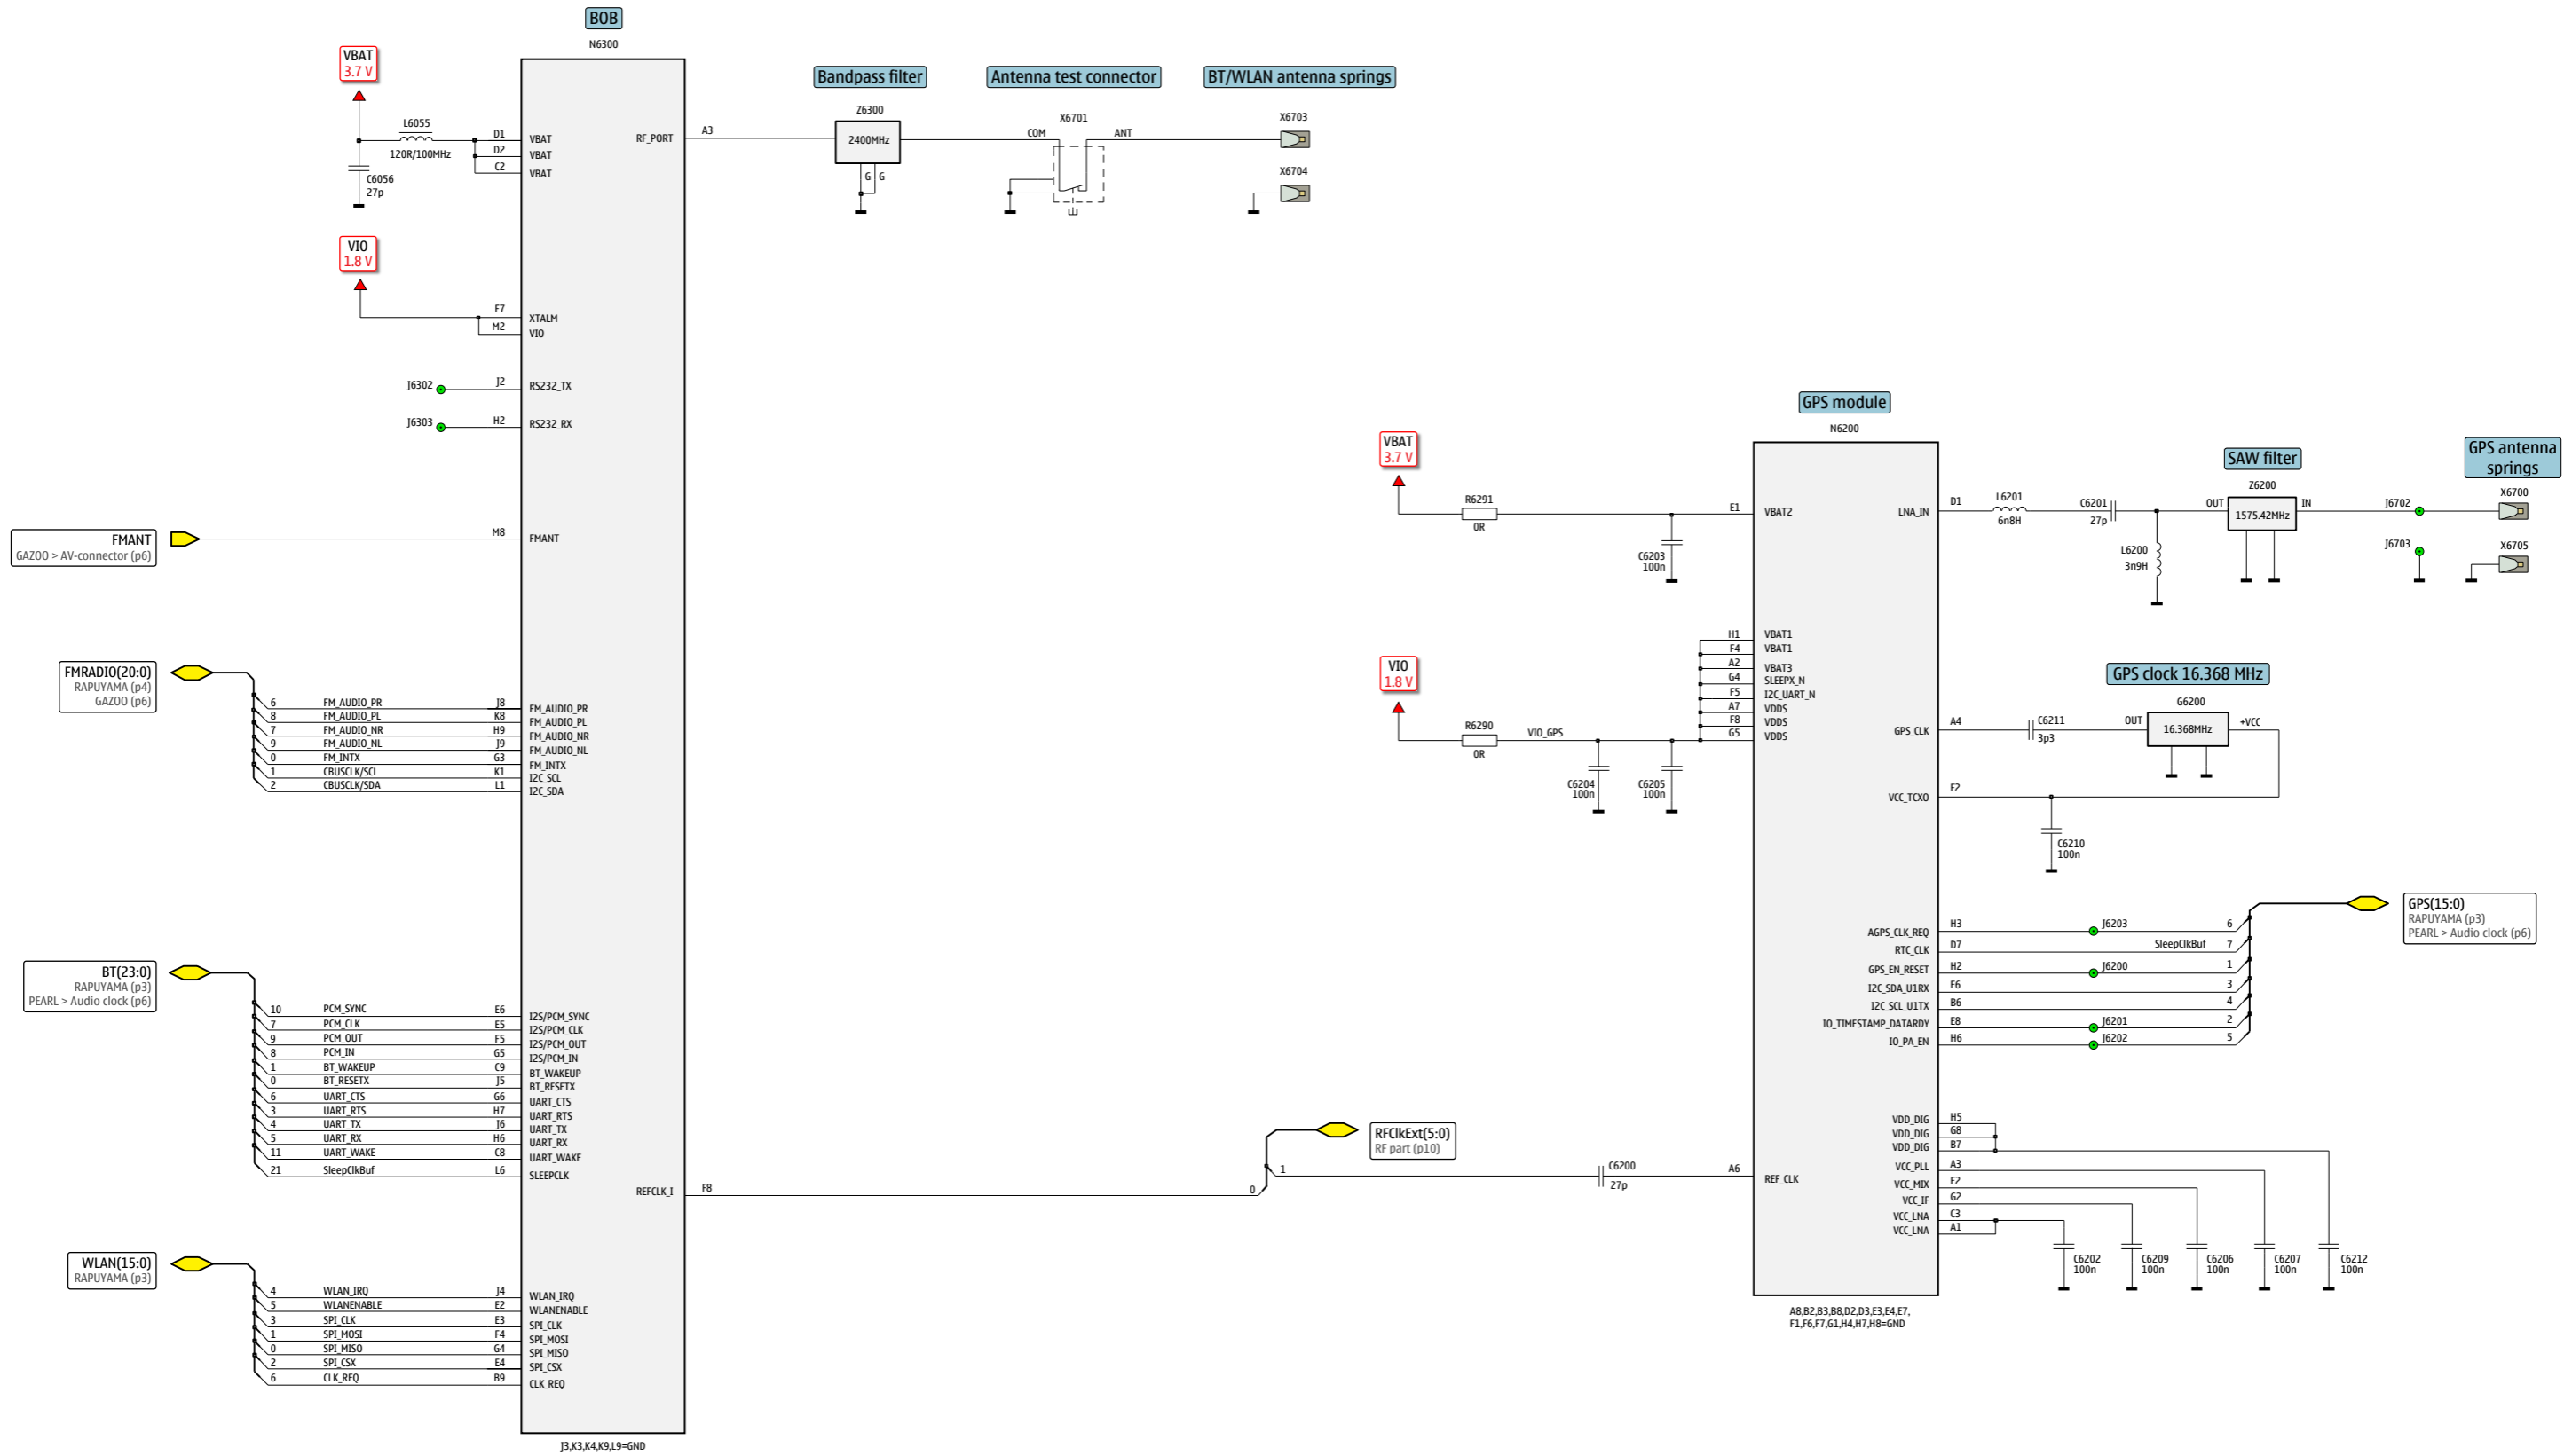 BOB
N6300
VBAT
3.7 V
L6055
120R/100MHz
C6056
27p
D1
D2
C2
VBAT
VBAT
VBAT
RF_PORT
A3
Bandpass filter
Z6300
2400MHz
G
G
Antenna test connector
X6701
COM
ANT
BT/WLAN antenna springs
X6703
X6704
VIO
1.8 V
F7
M2
XTALM
VIO
J6302
J2
RS232_TX
J6303
H2
RS232_RX
FMANT
GAZOO > AV-connector (p6)
M8
FMANT
FMRADIO(20:0)
RAPUYAMA (p4)
GAZOO (p6)
6 FM_AUDIO_PR J8 FM_AUDIO_PR
8 FM_AUDIO_PL K8 FM_AUDIO_PL
7 FM_AUDIO_NR H9 FM_AUDIO_NR
9 FM_AUDIO_NL J9 FM_AUDIO_NL
0 FM_INTX G3 FM_INTX
1 CBUSCLK/SCL K1 I2C_SCL
2 CBUSCLK/SDA L1 I2C_SDA
BT(23:0)
RAPUYAMA (p3)
PEARL > Audio clock (p6)
10 PCM_SYNC E6 I2S/PCM_SYNC
7 PCM_CLK E5 I2S/PCM_CLK
9 PCM_OUT F5 I2S/PCM_OUT
8 PCM_IN G5 I2S/PCM_IN
1 BT_WAKEUP C9 BT_WAKEUP
0 BT_RESETX J5 BT_RESETX
6 UART_CTS G6 UART_CTS
3 UART_RTS H7 UART_RTS
4 UART_TX J6 UART_TX
5 UART_RX H6 UART_RX
11 UART_WAKE C8 UART_WAKE
21 SleepClkBuf L6 SLEEPCLK
REFCLK_I
F8
0
1
RFClkExt(5:0)
RF part (p10)
C6200
27p
A6
REF_CLK
WLAN(15:0)
RAPUYAMA (p3)
4 WLAN_IRQ J4 WLAN_IRQ
5 WLANENABLE E2 WLANENABLE
3 SPI_CLK E3 SPI_CLK
1 SPI_MOSI F4 SPI_MOSI
0 SPI_MISO G4 SPI_MISO
2 SPI_CSX E4 SPI_CSX
6 CLK_REQ B9 CLK_REQ
J3,K3,K4,K9,L9=GND
GPS module
N6200
VBAT
3.7 V
R6291
0R
C6203
100n
E1
VBAT2
VIO
1.8 V
R6290
0R
VIO_GPS
C6204
100n
C6205
100n
H1 VBAT1
F4 VBAT1
A2 VBAT3
G4 SLEEPX_N
F5 I2C_UART_N
A7 VDDS
F8 VDDS
G5 VDDS
LNA_IN
D1
L6201
6n8H
C6201
27p
L6200
3n9H
SAW filter
Z6200
OUT
1575.42MHz
IN
J6702
J6703
GPS antenna
springs
X6700
X6705
GPS clock 16.368 MHz
G6200
GPS_CLK
A4
C6211
3p3
OUT
16.368MHz
+VCC
VCC_TCXO
F2
C6210
100n
GPS(15:0)
RAPUYAMA (p3)
PEARL > Audio clock (p6)
AGPS_CLK_REQ H3 J6203 6
RTC_CLK D7 SleepClkBuf 7
GPS_EN_RESET H2 J6200 1
I2C_SDA_U1RX E6 3
I2C_SCL_U1TX B6 4
IO_TIMESTAMP_DATARDY E8 J6201 2
IO_PA_EN H6 J6202 5
VDD_DIG H5
VDD_DIG G8
VDD_DIG B7
VCC_PLL A3
VCC_MIX E2
VCC_IF G2
VCC_LNA C3
VCC_LNA A1
C6202
100n
C6209
100n
C6206
100n
C6207
100n
C6212
100n
A8,B2,B3,B8,D2,D3,E3,E4,E7,
F1,F6,F7,G1,H4,H7,H8=GND